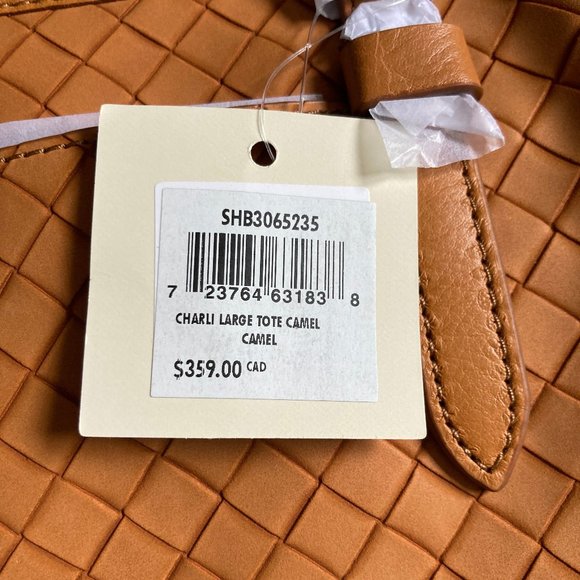 SHB3065235
7 23764 63183 8
CHARLI LARGE TOTE CAMEL
CAMEL
$359.00 CAD